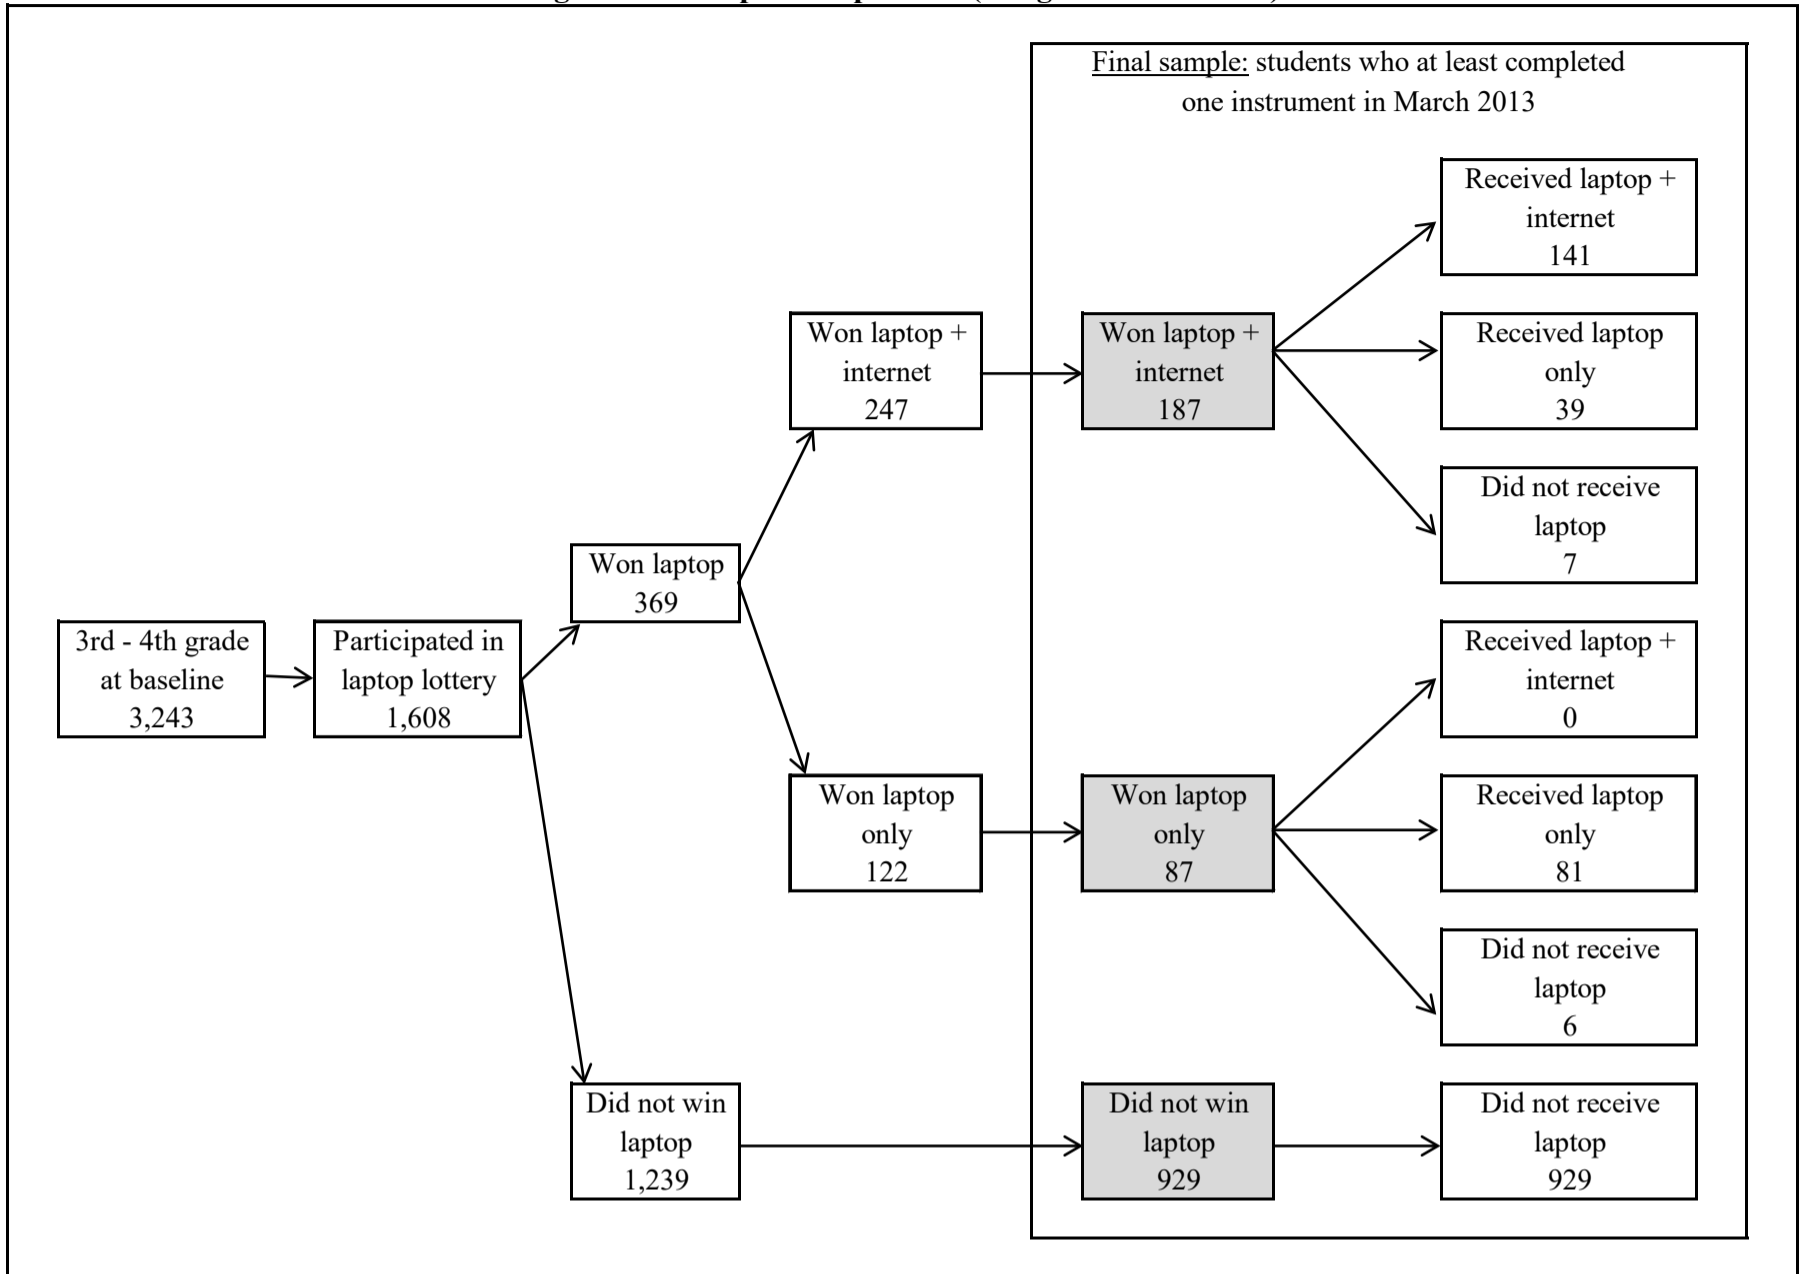 Final sample: students who at least completed
one instrument in March 2013
3rd - 4th grade
at baseline
3,243
Participated in
laptop lottery
1,608
Won laptop
369
Did not win
laptop
1,239
Won laptop +
internet
247
Won laptop
only
122
Won laptop +
internet
187
Won laptop
only
87
Did not win
laptop
929
Received laptop +
internet
141
Received laptop
only
39
Did not receive
laptop
7
Received laptop +
internet
0
Received laptop
only
81
Did not receive
laptop
6
Did not receive
laptop
929